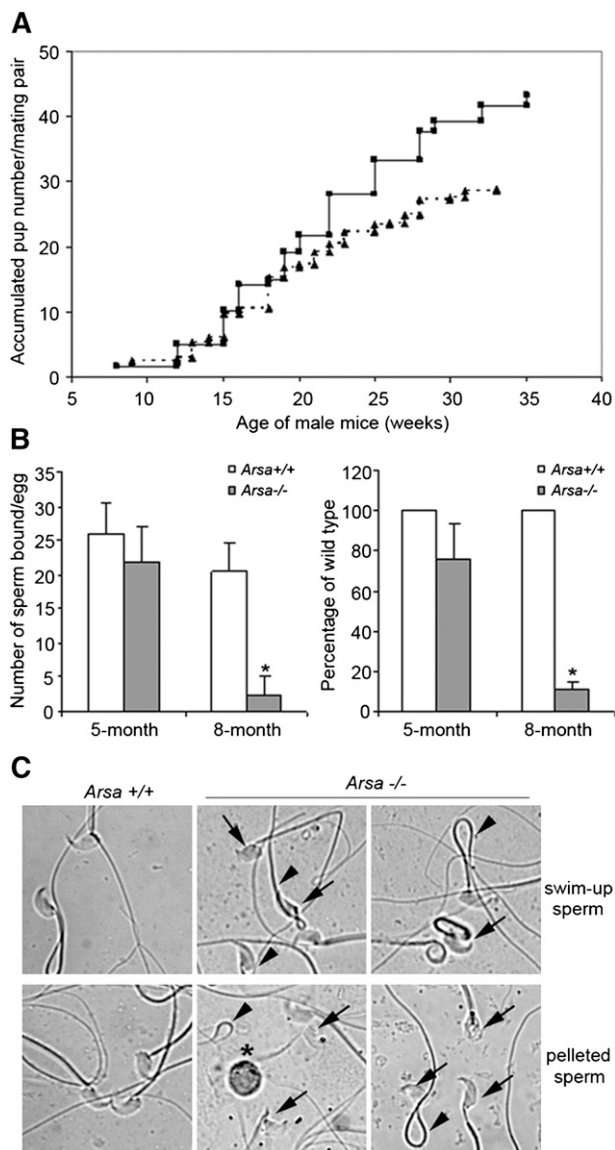 A
Accumulated pup number/mating pair
50
40
30
20
10
0
5
10
15
20
25
30
35
40
Age of male mice (weeks)
B
Number of sperm bound/egg
35
30
25
20
15
10
5
0
Arsa+/+
Arsa-/-
*
5-month
8-month
Percentage of wild type
120
100
80
60
40
20
0
Arsa+/+
Arsa-/-
*
5-month
8-month
C
Arsa +/+
Arsa -/-
swim-up
sperm
*
pelleted
sperm